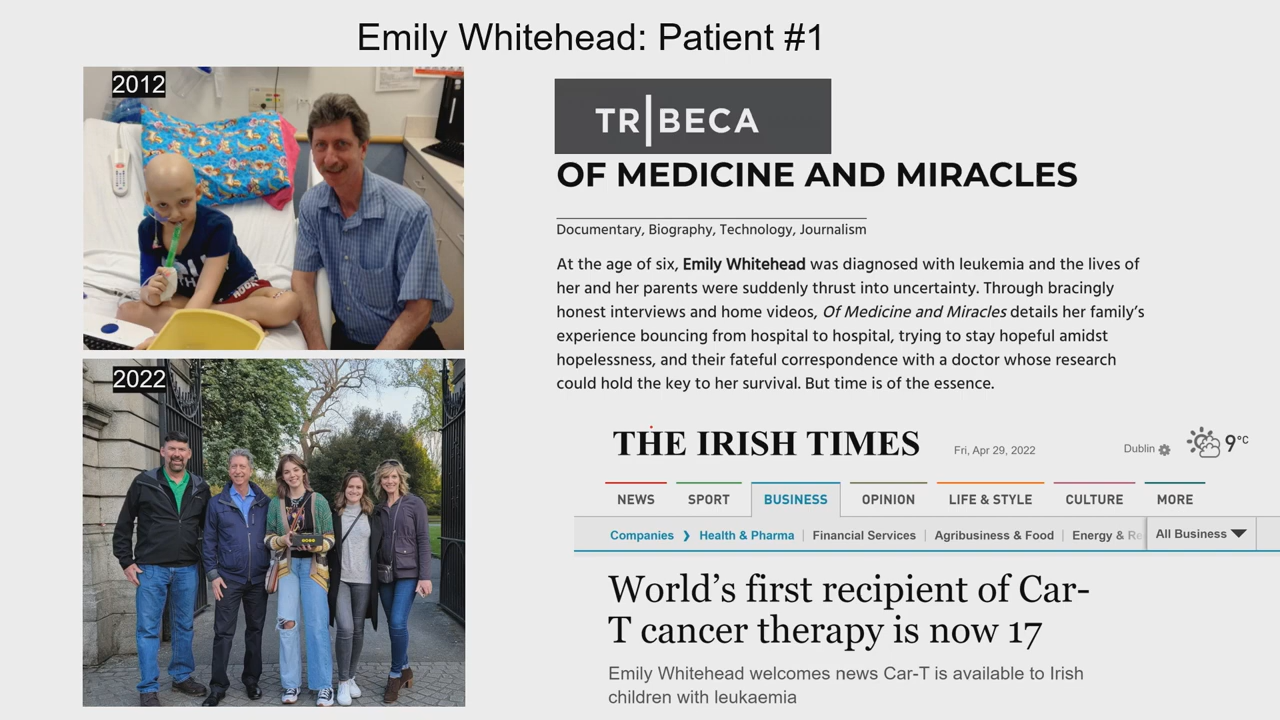 Emily Whitehead: Patient #1
2012
2022
TRIBECA
OF MEDICINE AND MIRACLES
Documentary, Biography, Technology, Journalism
At the age of six, Emily Whitehead was diagnosed with leukemia and the lives of
her and her parents were suddenly thrust into uncertainty. Through bracingly
honest interviews and home videos, Of Medicine and Miracles details her family's
experience bouncing from hospital to hospital, trying to stay hopeful amidst
hopelessness, and their fateful correspondence with a doctor whose research
could hold the key to her survival. But time is of the essence.
THE IRISH TIMES
Fri, Apr 29, 2022
Dublin
9°C
NEWS SPORT BUSINESS OPINION LIFE & STYLE CULTURE MORE
Companies ❯ Health & Pharma | Financial Services | Agribusiness & Food | Energy & Re All Business
World's first recipient of Car-
T cancer therapy is now 17
Emily Whitehead welcomes news Car-T is available to Irish
children with leukaemia